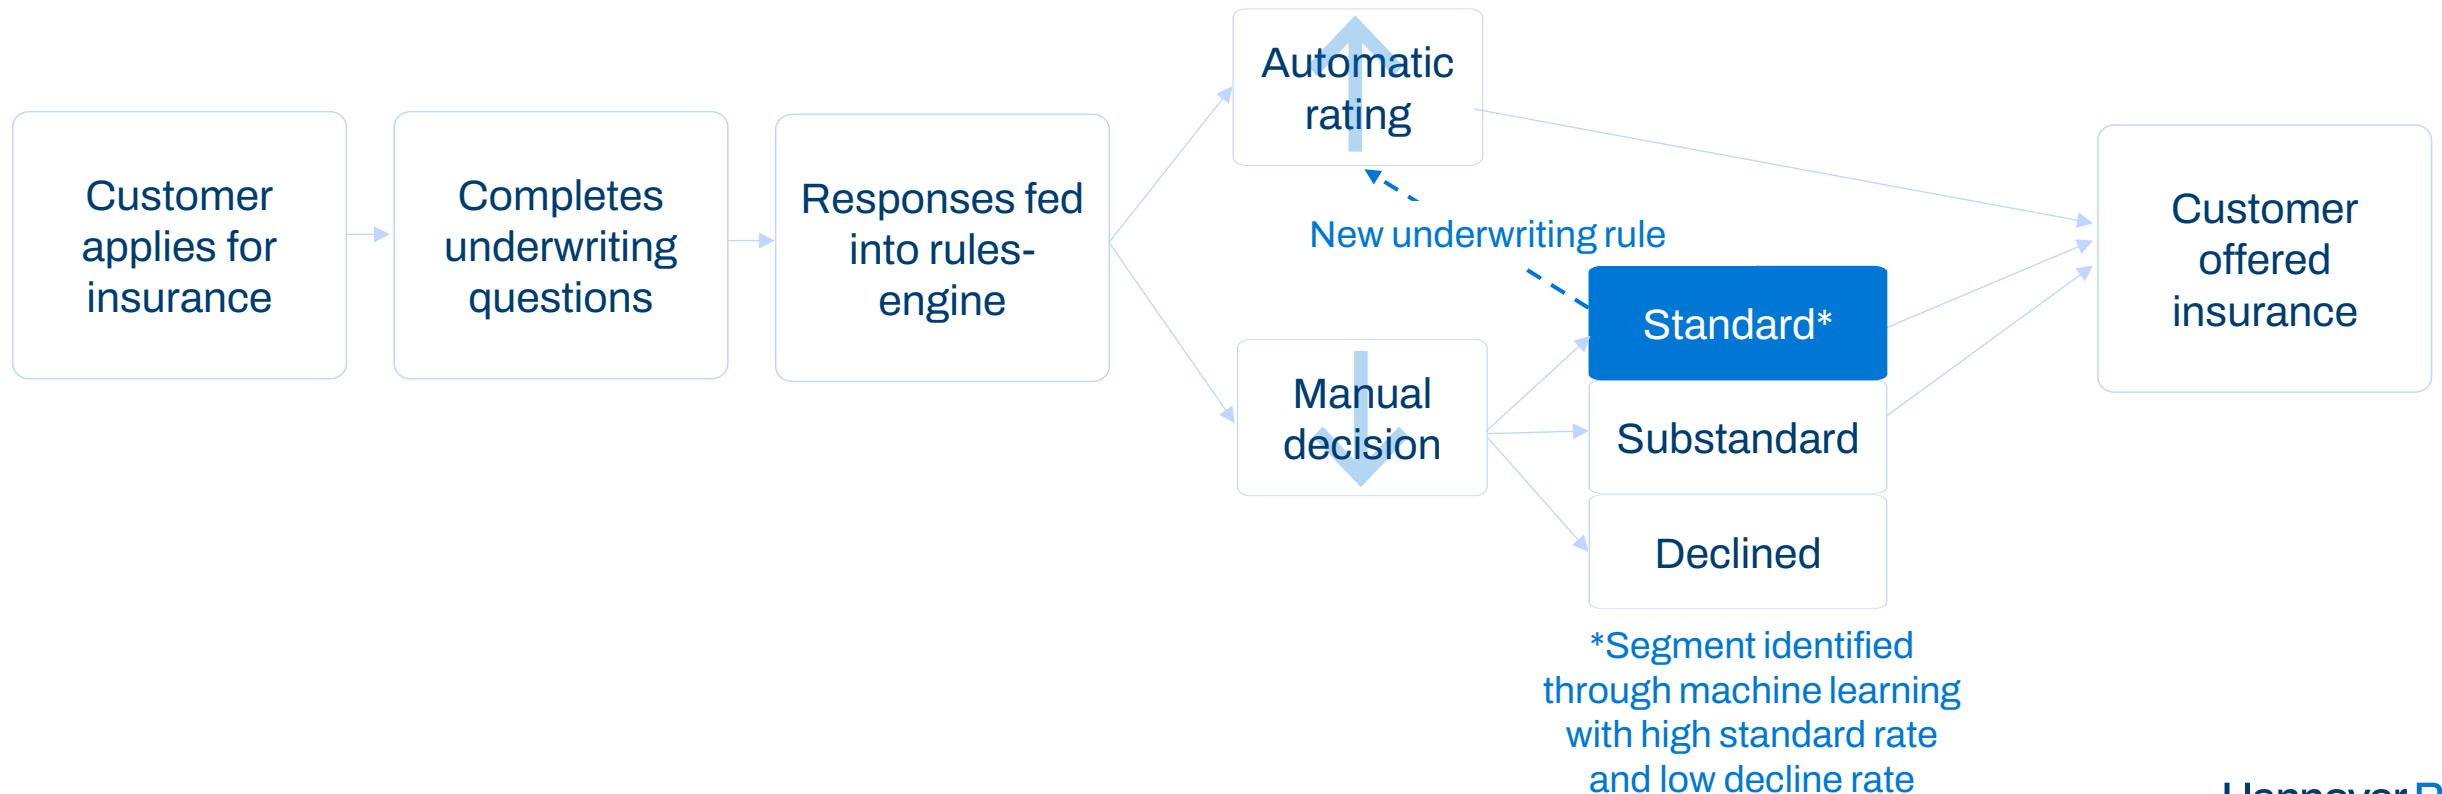 Customer
applies for
insurance
Completes
underwriting
questions
Responses fed
into rules-
engine
Automatic
rating
New underwriting rule
Manual
decision
Standard*
Substandard
Declined
*Segment identified
through machine learning
with high standard rate
and low decline rate
Customer
offered
insurance
Hannover